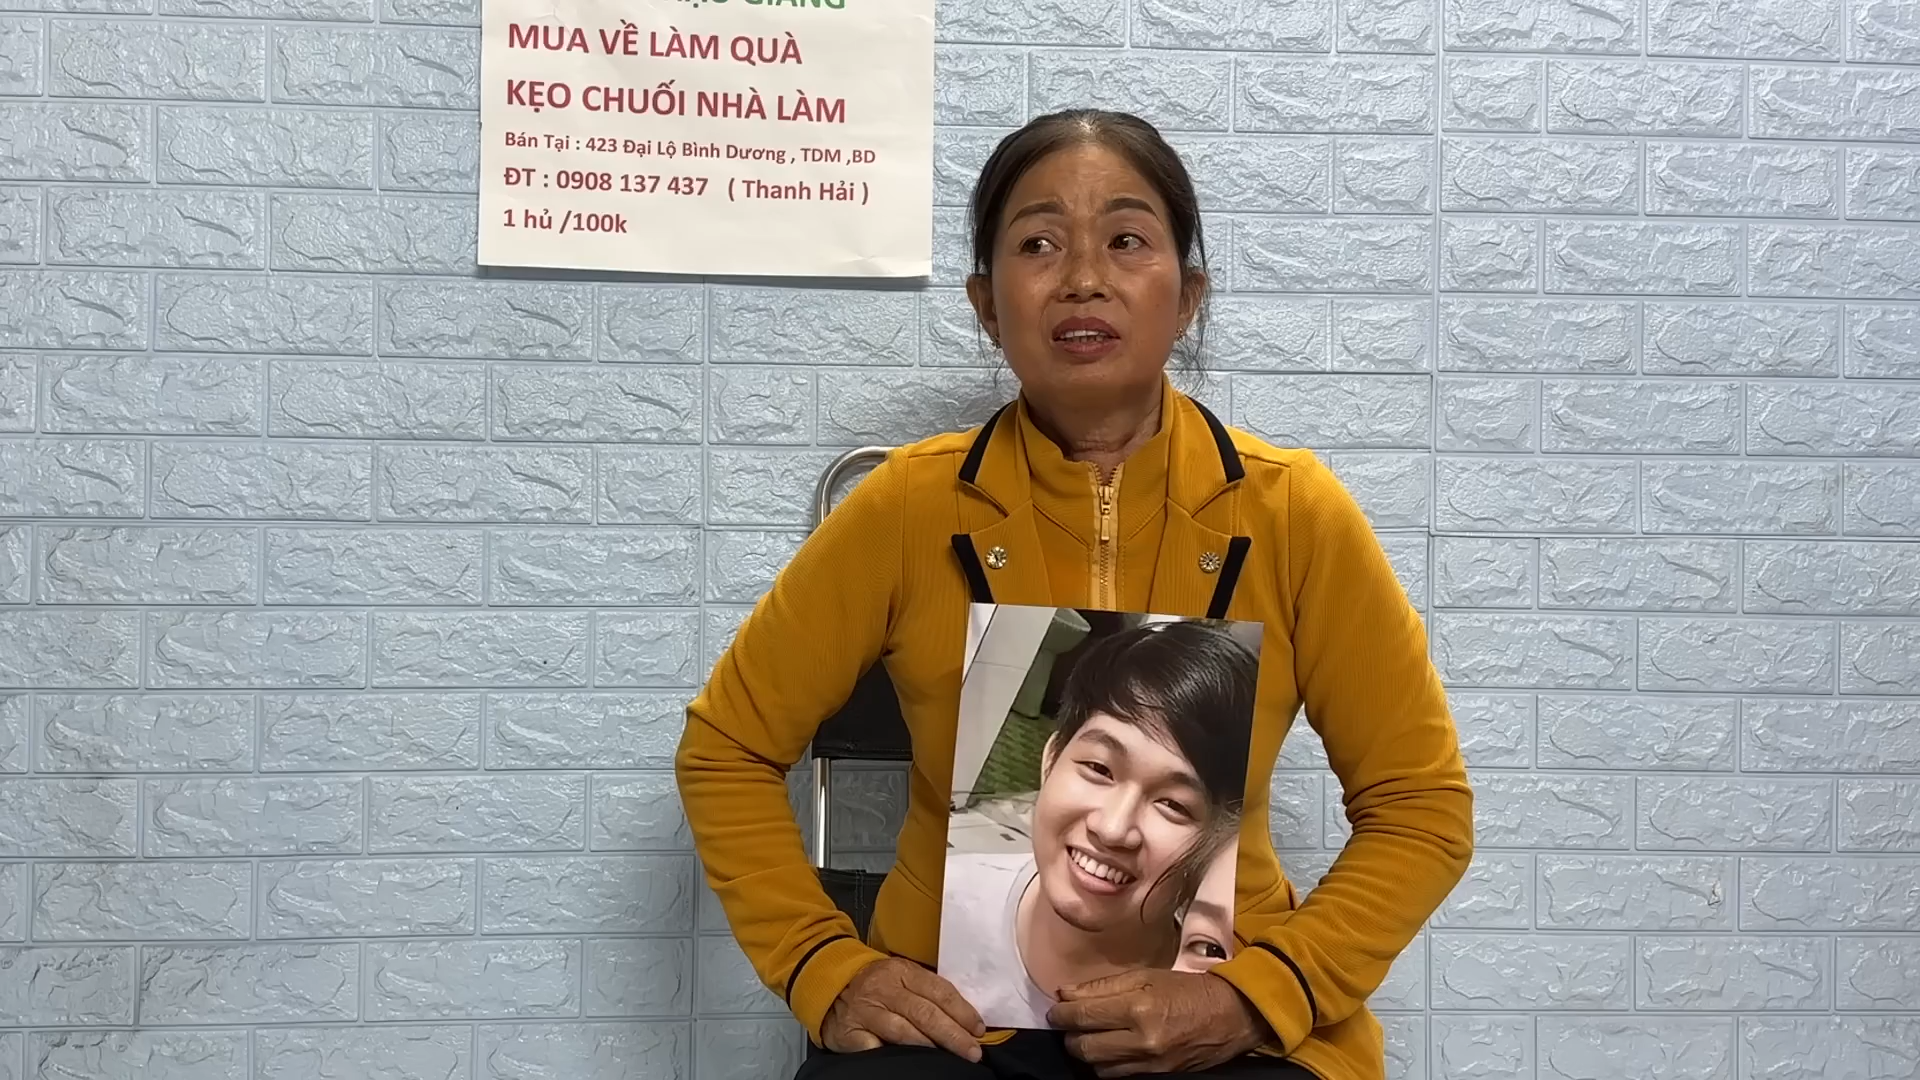 GIANG
MUA VỀ LÀM QUÀ
KẸO CHUỐI NHÀ LÀM
Bán Tại : 423 Đại Lộ Bình Dương , TDM ,BD
ĐT : 0908 137 437 ( Thanh Hải )
1 hủ /100k